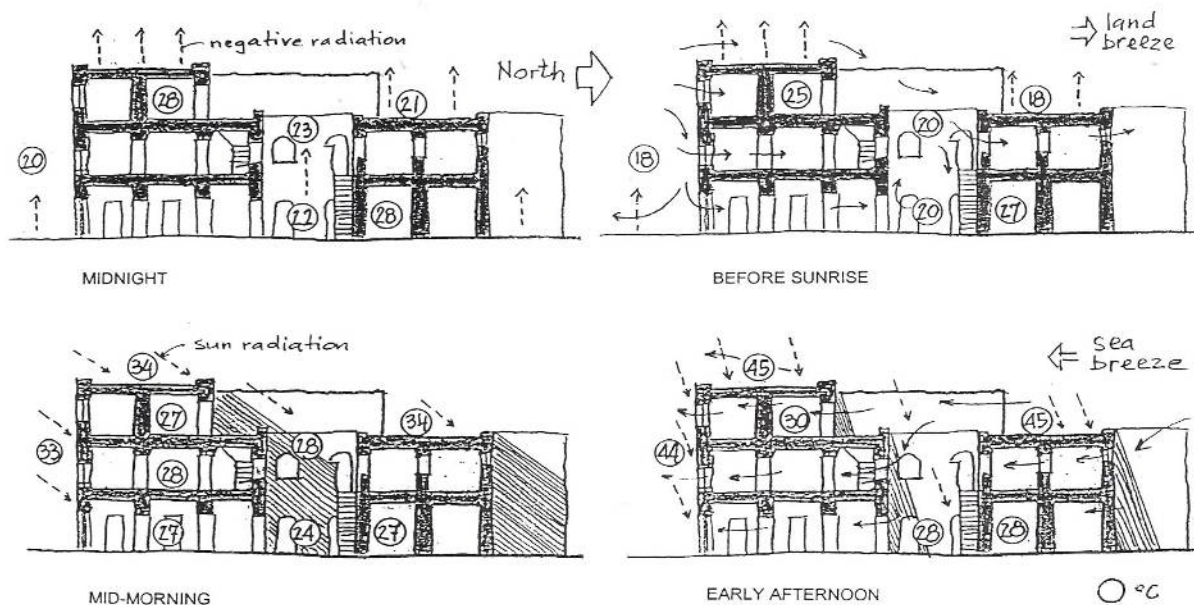 negative radiation
28
21
23
20
22
28
MIDNIGHT
North
land
breeze
25
18
20
18
20
27
BEFORE SUNRISE
sun radiation
34
27
34
28
33
28
27
24
27
MID-MORNING
sea
breeze
45
30
45
44
28
28
EARLY AFTERNOON
°C